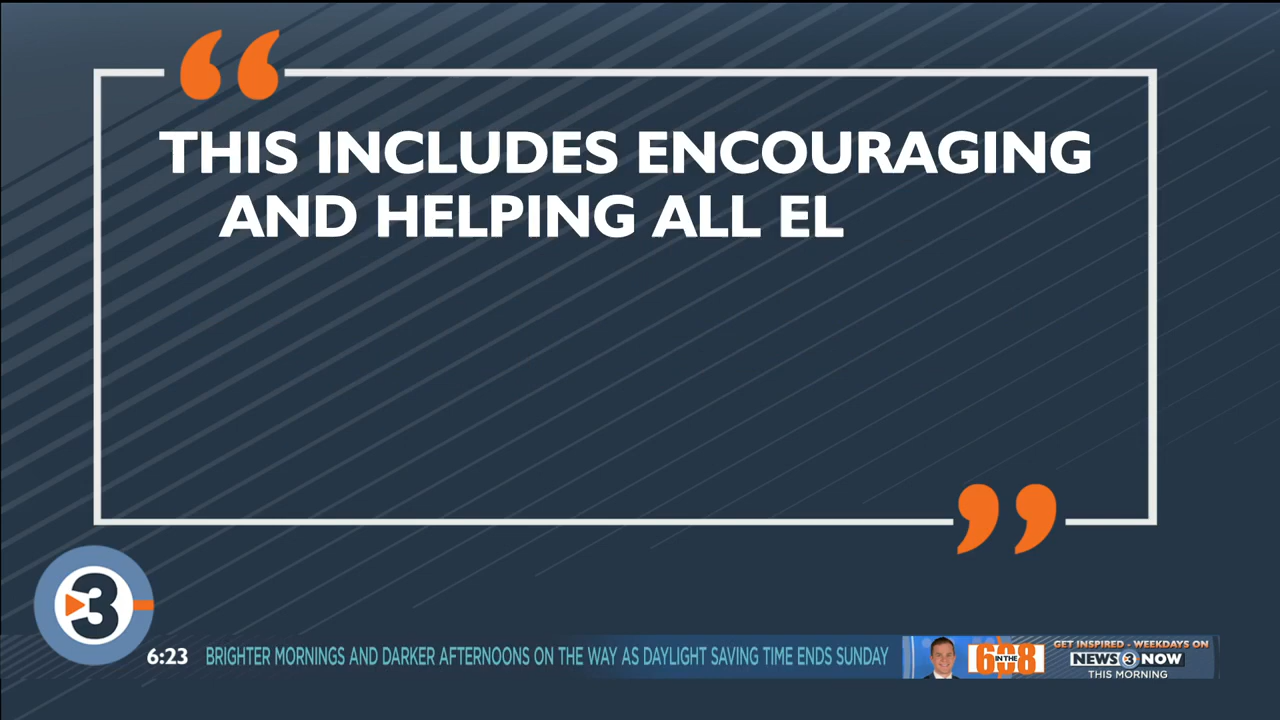 “
THIS INCLUDES ENCOURAGING
AND HELPING ALL EL
”
3
6:23
BRIGHTER MORNINGS AND DARKER AFTERNOONS ON THE WAY AS DAYLIGHT SAVING TIME ENDS SUNDAY
608
IN THE
GET INSPIRED - WEEKDAYS ON
NEWS 3 NOW
THIS MORNING